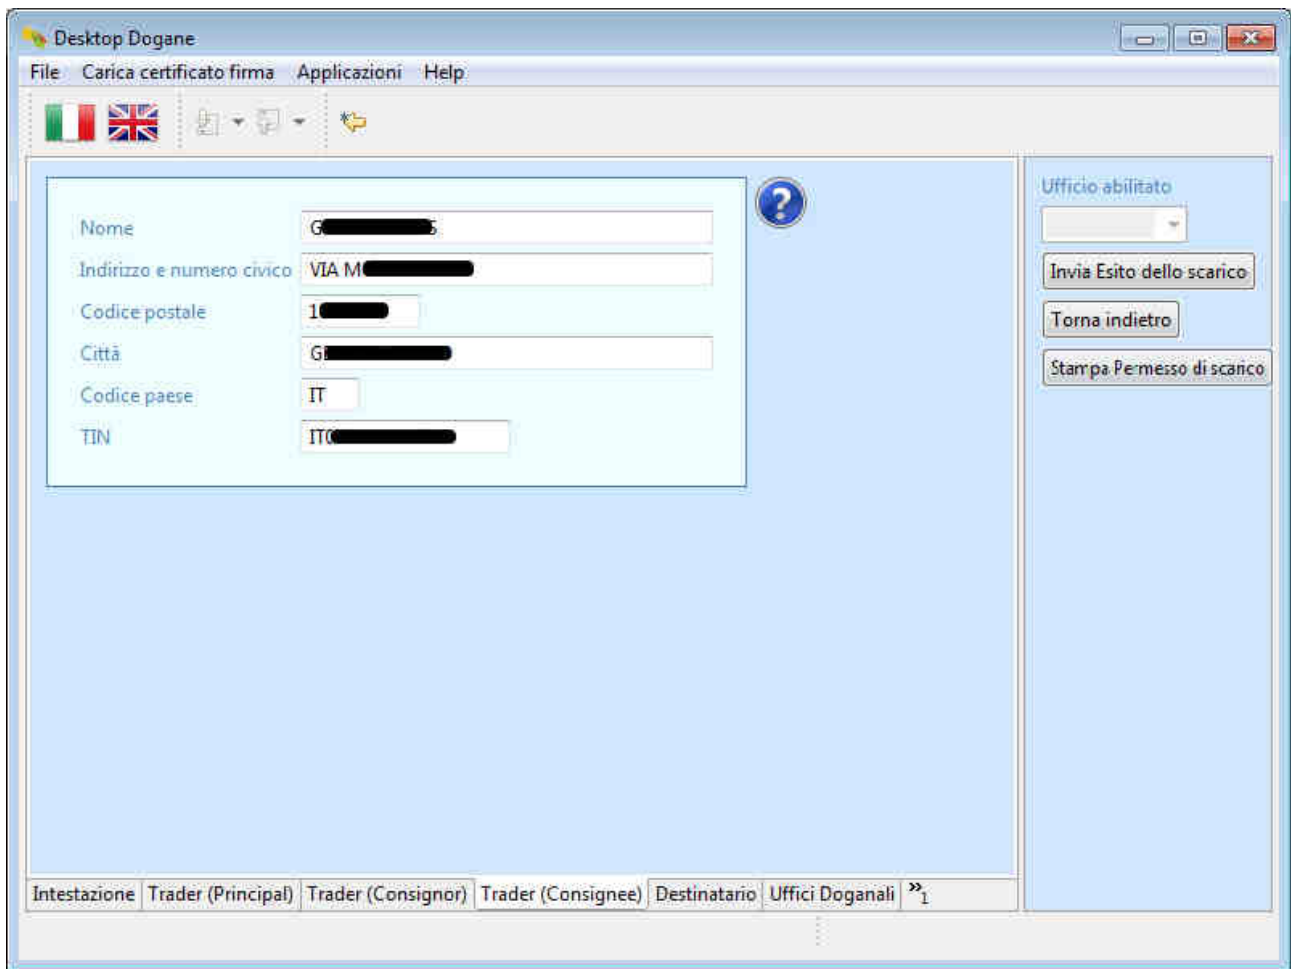 Desktop Dogane
File Carica certificato firma Applicazioni Help
Nome
Indirizzo e numero civico VIA
Codice postale
Città
Codice paese IT
TIN
Ufficio abilitato
Invia Esito dello scarico
Torna indietro
Stampa Permesso di scarico
Intestazione Trader (Principal) Trader (Consignor) Trader (Consignee) Destinatario Uffici Doganali »1